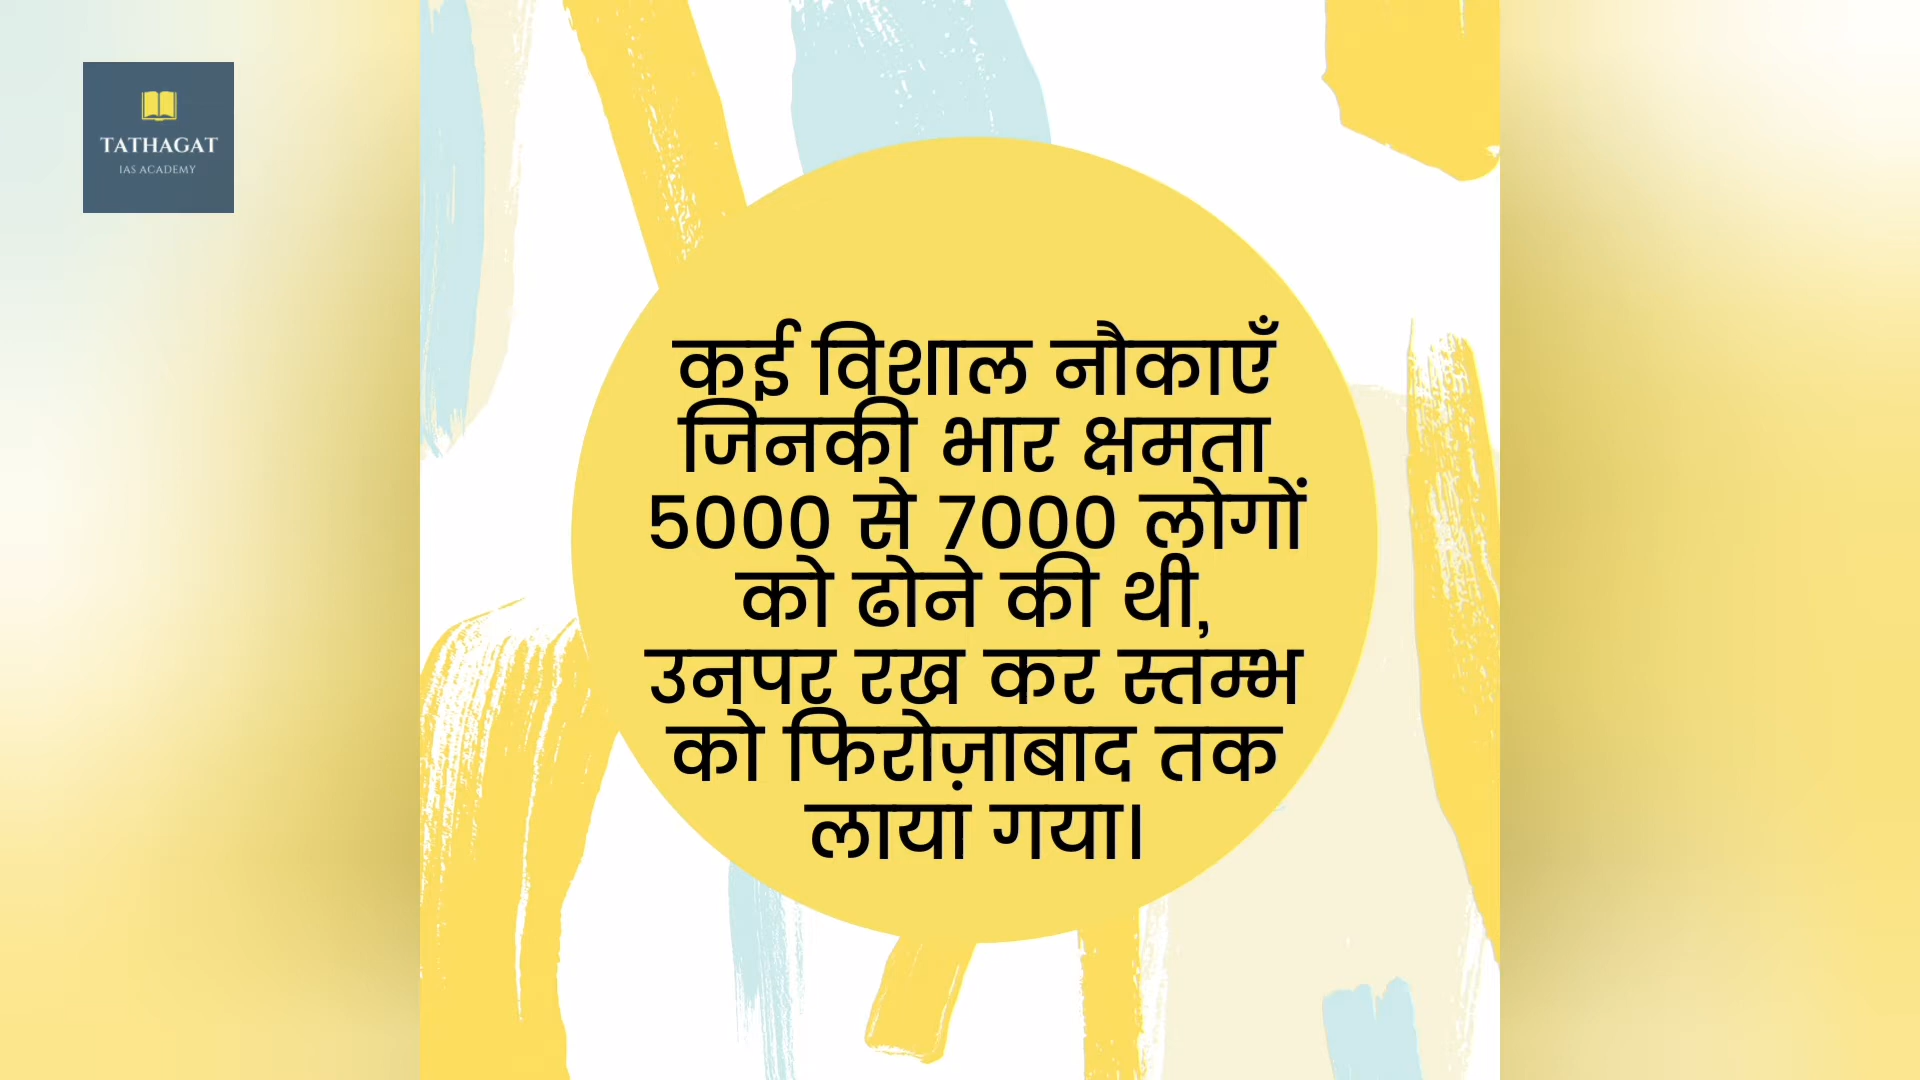 TATHAGAT
IAS ACADEMY
कई विशाल नौकाएँ
जिनकी भार क्षमता
5000 से 7000 लोगों
को ढोने की थी,
उनपर रख कर स्तम्भ
को फिरोज़ाबाद तक
लाया गया।